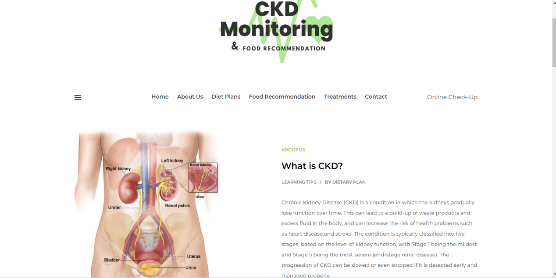 CKD
Monitoring
& FOOD RECOMMENDATION
Home About Us Diet Plans Food Recommendation Treatments Contact Online Check-Up
Right kidney
Left kidney
Renal tubules
Urine
Renal pelvis
Ureter
Uterus
Bladder
Urine
ABOUT US
What is CKD?
LEARNING TIPS / BY DIETARY PLAN
Chronic Kidney Disease (CKD) is a condition in which the kidneys gradually
lose function over time. This can lead to a build-up of waste products and
excess fluid in the body, and can increase the risk of health problems such
as heart disease and stroke. The condition is typically classified into five
stages, based on the level of kidney function, with Stage 1 being the mildest
and Stage 5 being the most severe (end-stage renal disease). The
progression of CKD can be slowed or even stopped if it is detected early and
managed properly.